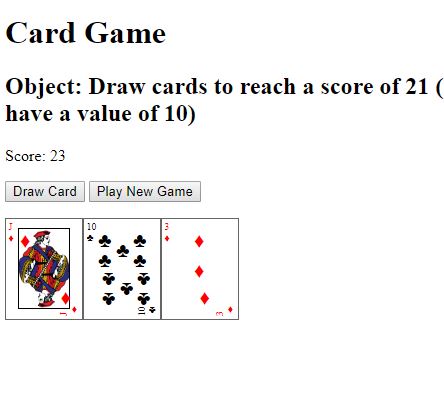 Card Game
Object: Draw cards to reach a score of 21 (
have a value of 10)
Score: 23
Draw Card Play New Game
J 10 3
J 10 3